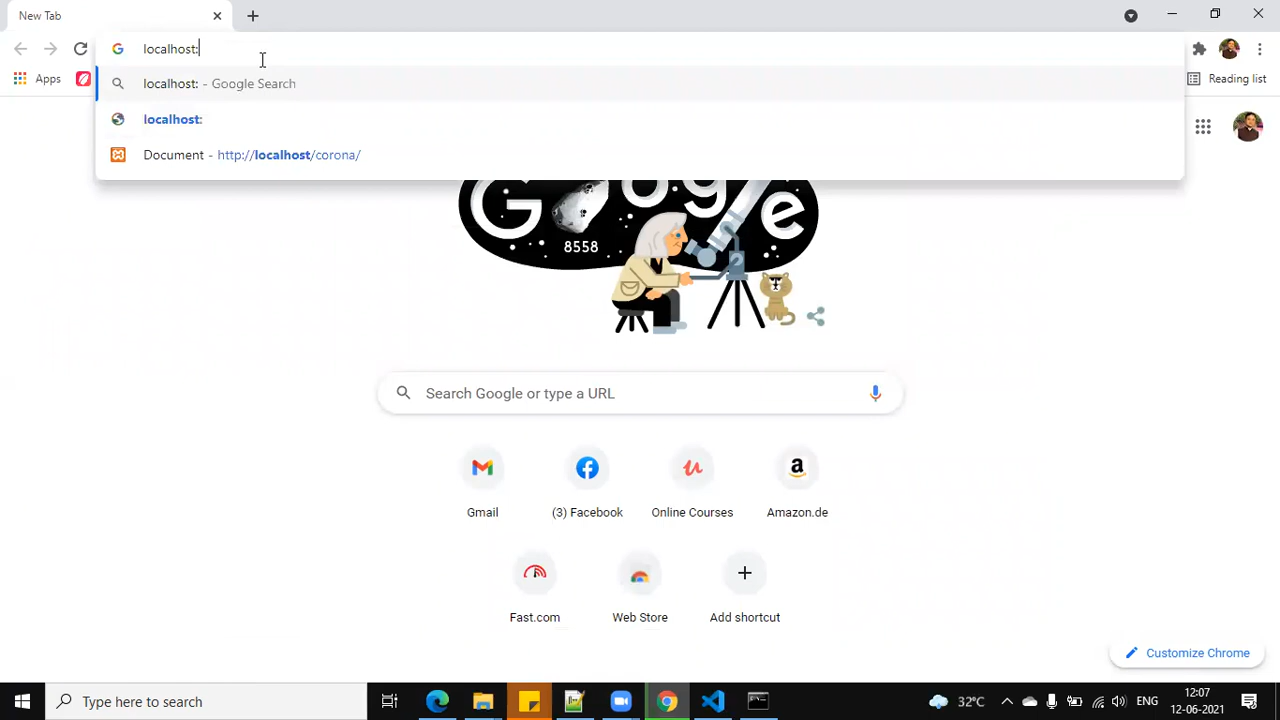 New Tab
localhost:
Apps
Reading list
localhost: - Google Search
localhost:
Document - http://localhost/corona/
Google
8558
Search Google or type a URL
Gmail
(3) Facebook
Online Courses
Amazon.de
Fast.com
Web Store
Add shortcut
Customize Chrome
Type here to search
32°C
ENG
12:07
12-06-2021